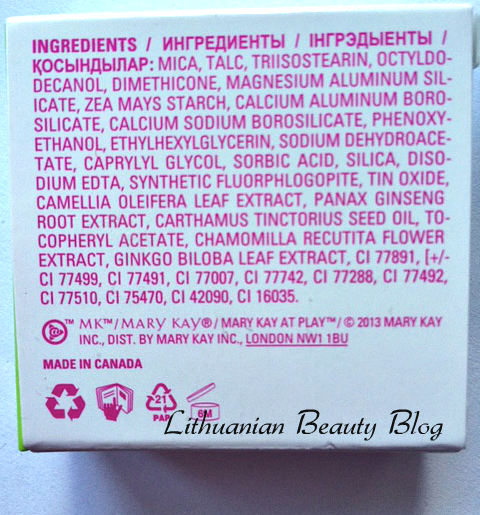 INGREDIENTS / ИНГРЕДИЕНТЫ / ІНГРЭДЫЕНТЫ /
ҚОСЫНДЫЛАР: MICA, TALC, TRIISOSTEARIN, OCTYLDO-
DECANOL, DIMETHICONE, MAGNESIUM ALUMINUM SIL-
ICATE, ZEA MAYS STARCH, CALCIUM ALUMINUM BORO-
SILICATE, CALCIUM SODIUM BOROSILICATE, PHENOXY-
ETHANOL, ETHYLHEXYLGLYCERIN, SODIUM DEHYDROACE-
TATE, CAPRYLYL GLYCOL, SORBIC ACID, SILICA, DISO-
DIUM EDTA, SYNTHETIC FLUORPHLOGOPITE, TIN OXIDE,
CAMELLIA OLEIFERA LEAF EXTRACT, PANAX GINSENG
ROOT EXTRACT, CARTHAMUS TINCTORIUS SEED OIL, TO-
COPHERYL ACETATE, CHAMOMILLA RECUTITA FLOWER
EXTRACT, GINKGO BILOBA LEAF EXTRACT, CI 77891, [+/-
CI 77499, CI 77491, CI 77007, CI 77742, CI 77288, CI 77492,
CI 77510, CI 75470, CI 42090, CI 16035.
MK™/MARY KAY®/ MARY KAY AT PLAY™/© 2013 MARY KAY
INC., DIST. BY MARY KAY INC., LONDON NW1 1BU
MADE IN CANADA
21
PAP
6M
Lithuanian Beauty Blog